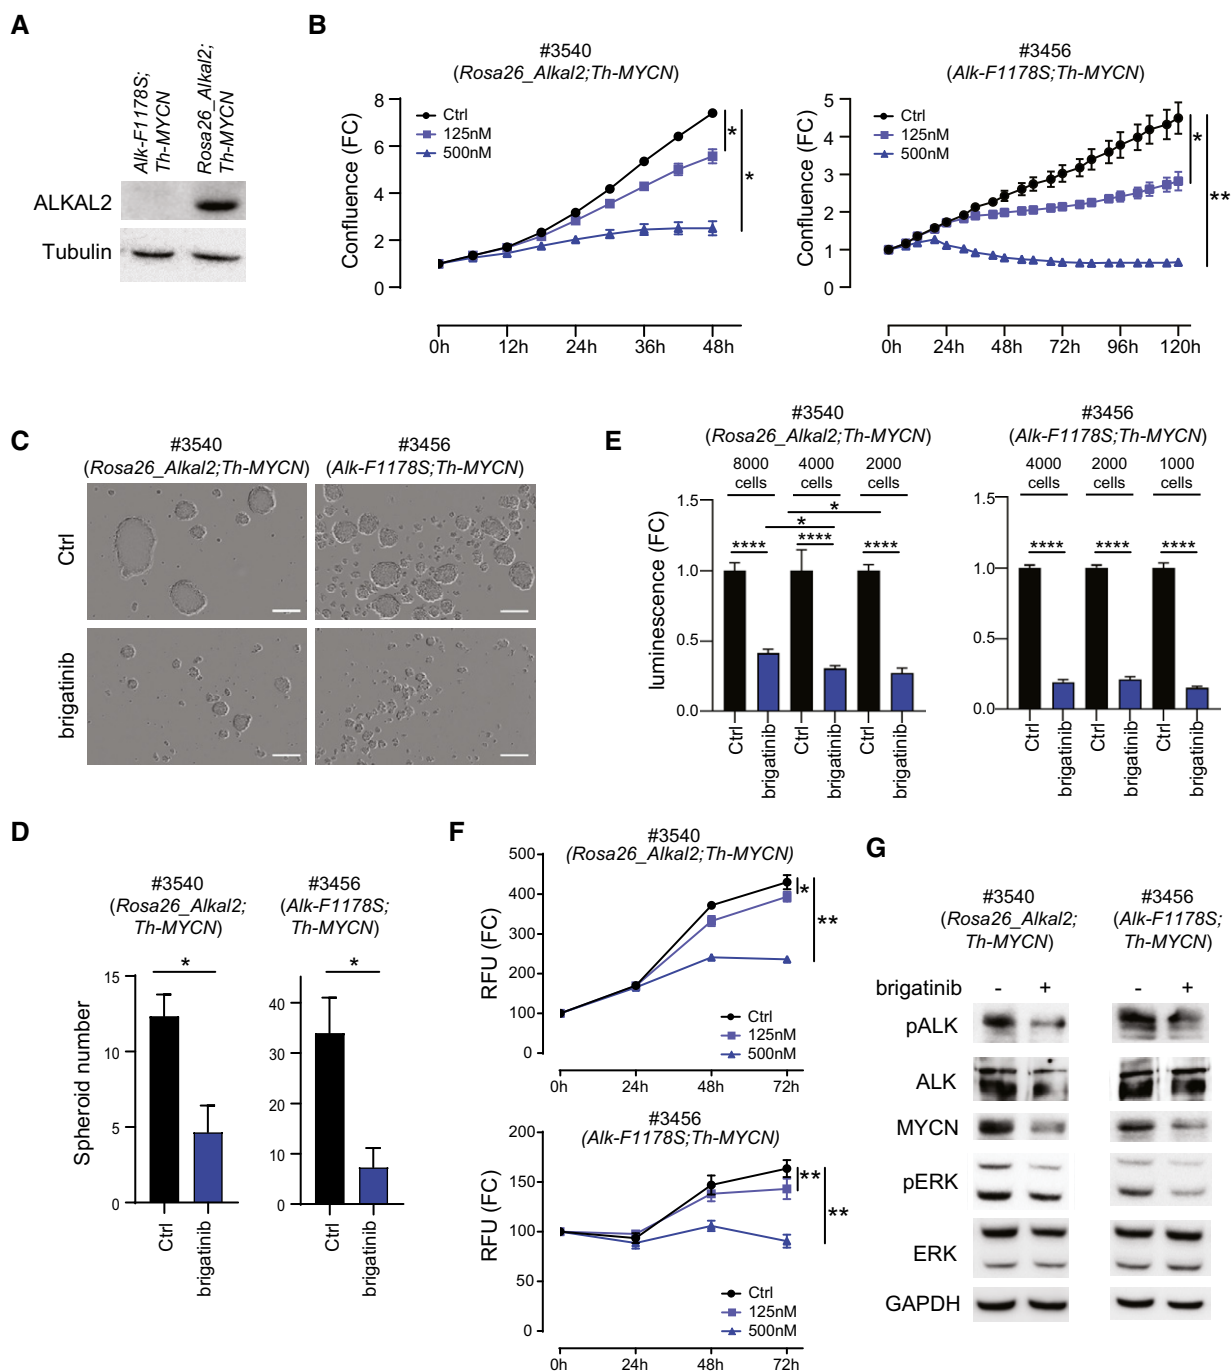 A
Alk-F1178S;
Th-MYCN
Rosa26_Alkal2;
Th-MYCN
ALKAL2
Tubulin
B
#3540
(Rosa26_Alkal2;Th-MYCN)
Confluence (FC)
8
6
4
2
0
Ctrl
125nM
500nM
*
*
0h
12h
24h
36h
48h
#3456
(Alk-F1178S;Th-MYCN)
Confluence (FC)
5
4
3
2
1
0
Ctrl
125nM
500nM
*
**
0h
24h
48h
72h
96h
120h
C
#3540
(Rosa26_Alkal2;Th-MYCN)
#3456
(Alk-F1178S;Th-MYCN)
Ctrl
brigatinib
D
#3540
(Rosa26_Alkal2;
Th-MYCN)
Spheroid number
15
10
5
0
*
Ctrl
brigatinib
#3456
(Alk-F1178S;
Th-MYCN)
40
30
20
10
0
*
Ctrl
brigatinib
E
#3540
(Rosa26_Alkal2;Th-MYCN)
8000
cells
4000
cells
2000
cells
luminescence (FC)
1.5
1.0
0.5
0.0
*
*
****
****
****
Ctrl
brigatinib
Ctrl
brigatinib
Ctrl
brigatinib
#3456
(Alk-F1178S;Th-MYCN)
4000
cells
2000
cells
1000
cells
1.5
1.0
0.5
0.0
****
****
****
Ctrl
brigatinib
Ctrl
brigatinib
Ctrl
brigatinib
F
#3540
(Rosa26_Alkal2;Th-MYCN)
RFU (FC)
500
400
300
200
100
0
*
**
Ctrl
125nM
500nM
0h
24h
48h
72h
#3456
(Alk-F1178S;Th-MYCN)
RFU (FC)
200
150
100
50
0
**
**
Ctrl
125nM
500nM
0h
24h
48h
72h
G
#3540
(Rosa26_Alkal2;
Th-MYCN)
#3456
(Alk-F1178S;
Th-MYCN)
brigatinib - + - +
pALK
ALK
MYCN
pERK
ERK
GAPDH